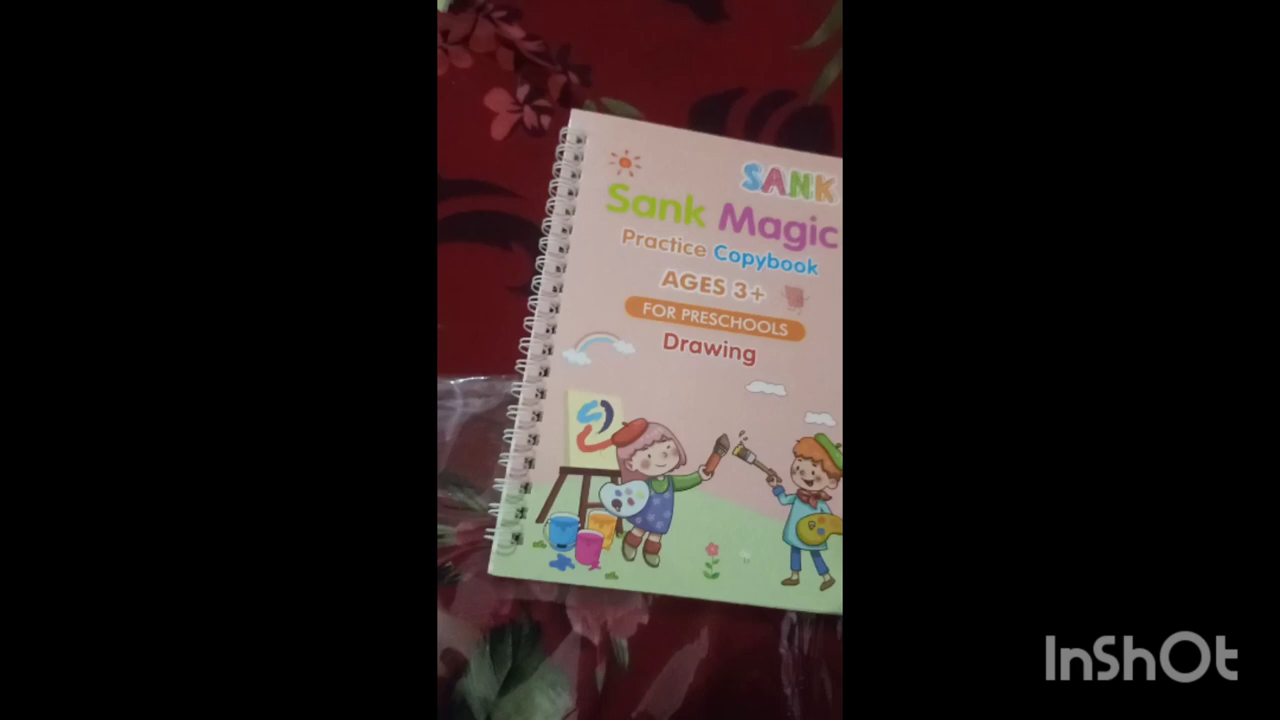 SANK
Sank Magic
Practice Copybook
AGES 3+
FOR PRESCHOOLS
Drawing
InShOt